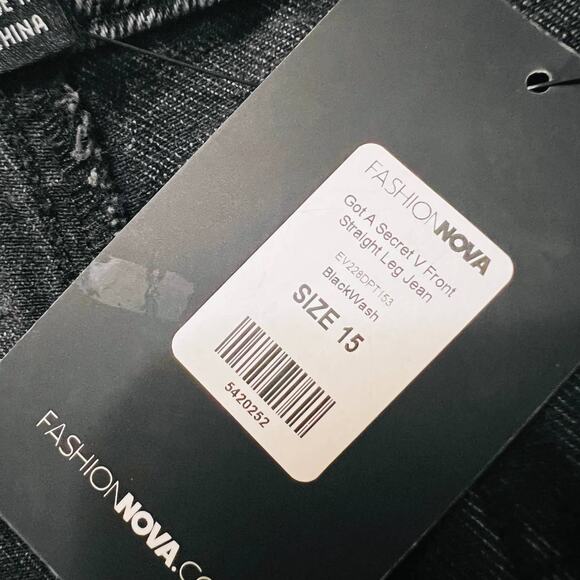 CHINA
FASHIONNOVA
Got A Secret V Front
Straight Leg Jean
EV228DPT153
BlackWash
SIZE 15
5420252
FASHIONNOVA.CO